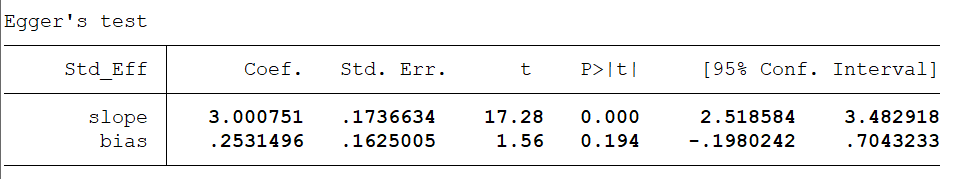 Egger's test
Std_Eff Coef. Std. Err. t P>|t| [95% Conf. Interval]
slope 3.000751 .1736634 17.28 0.000 2.518584 3.482918
bias .2531496 .1625005 1.56 0.194 -.1980242 .7043233